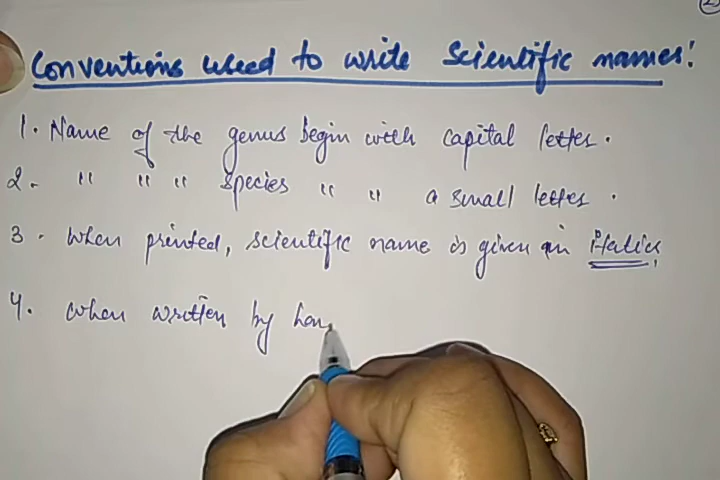 Conventions used to write Scientific names:
1. Name of the genus begin with capital letter.
2. " " " species " " a small letter.
3. When printed, scientific name is given in italics.
4. When written by han